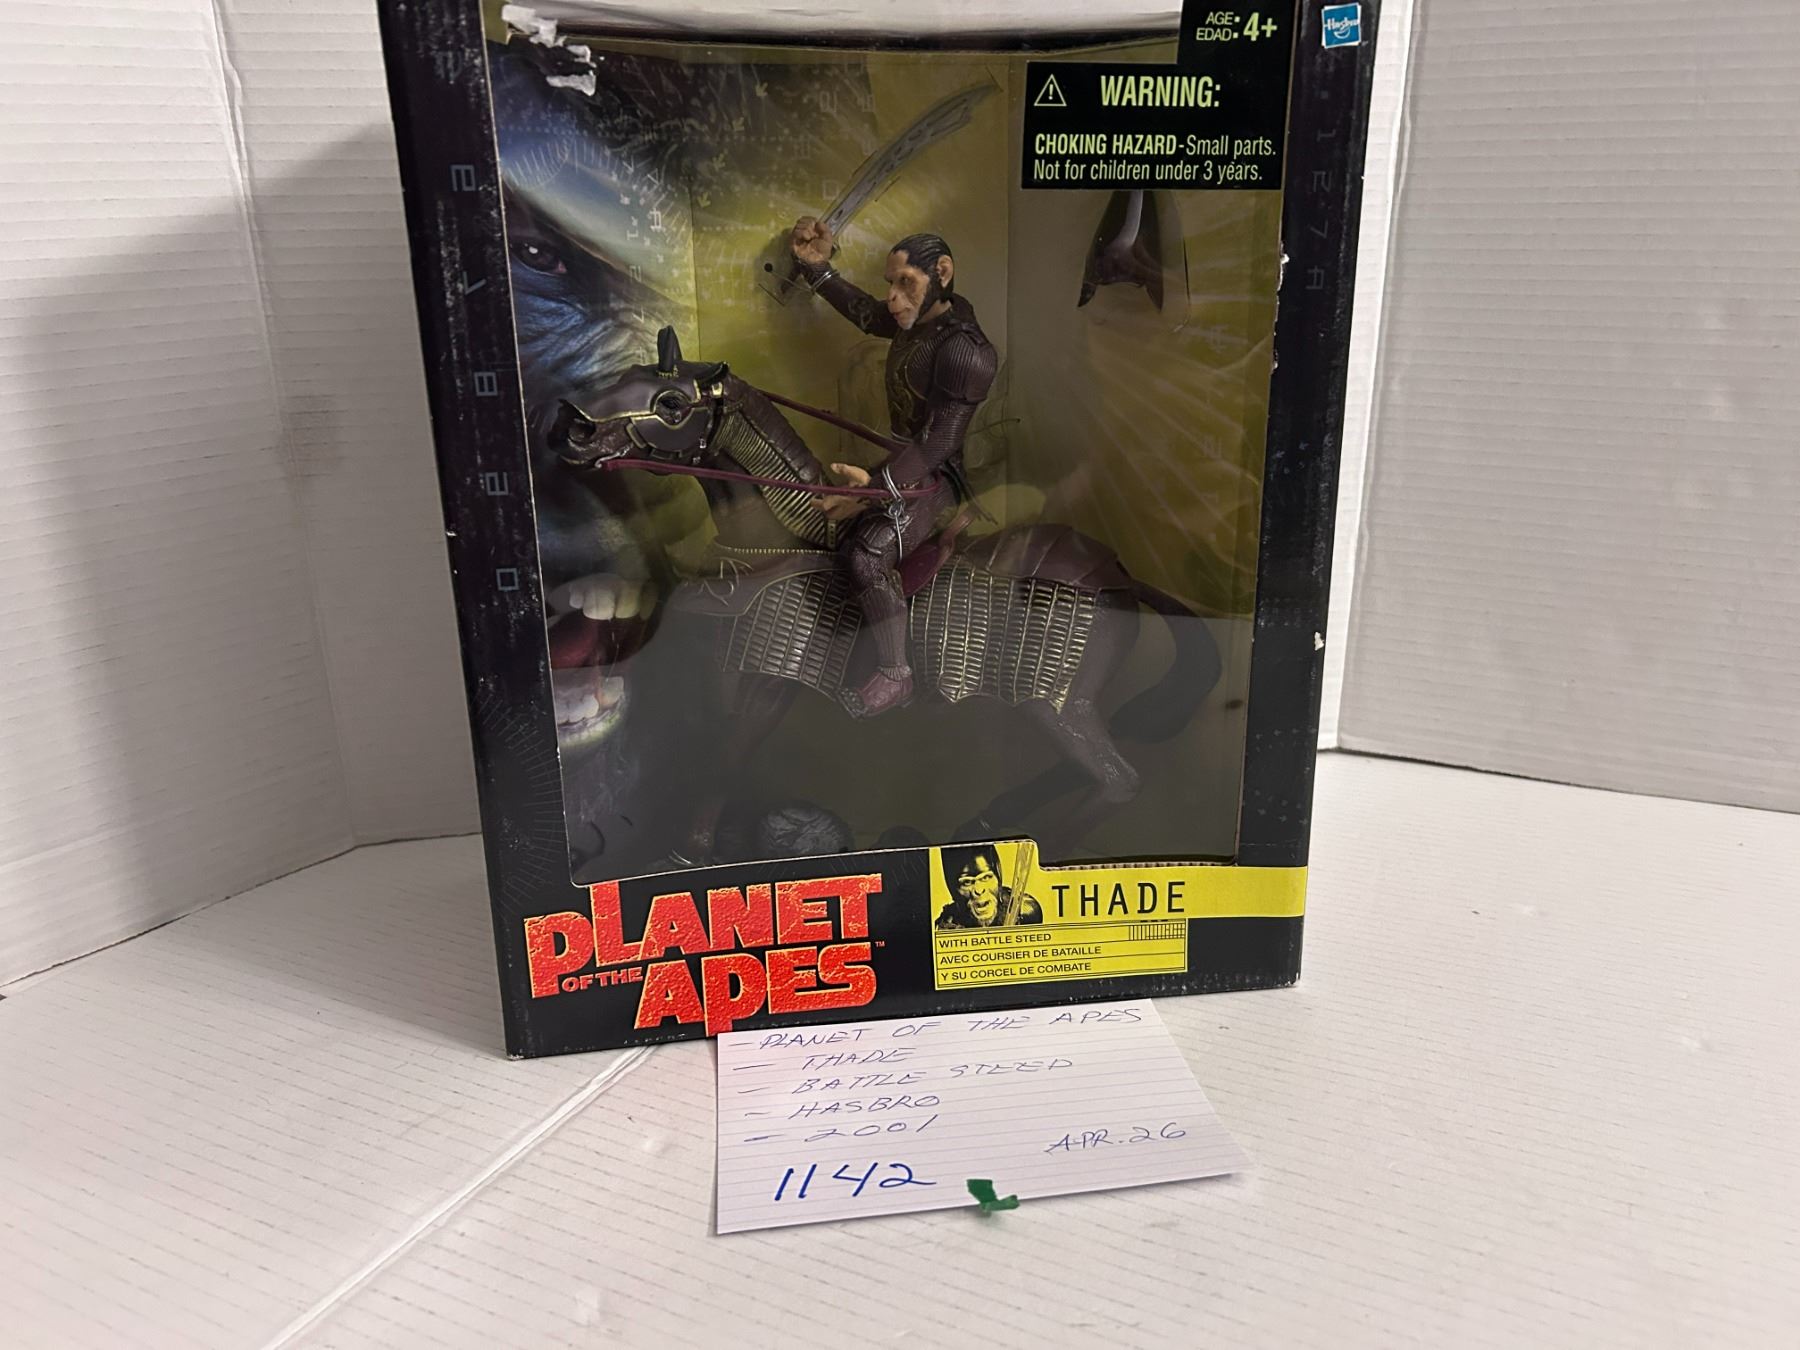 AGE: 4+
EDAD:
Hasbro
WARNING:
CHOKING HAZARD-Small parts.
Not for children under 3 years.
PLANET
OF THE
APES™
THADE
WITH BATTLE STEED
AVEC COURSIER DE BATAILLE
Y SU CORCEL DE COMBATE
- PLANET OF THE APES
- THADE
- BATTLE STEED
- HASBRO
- 2001
APR. 26
1142